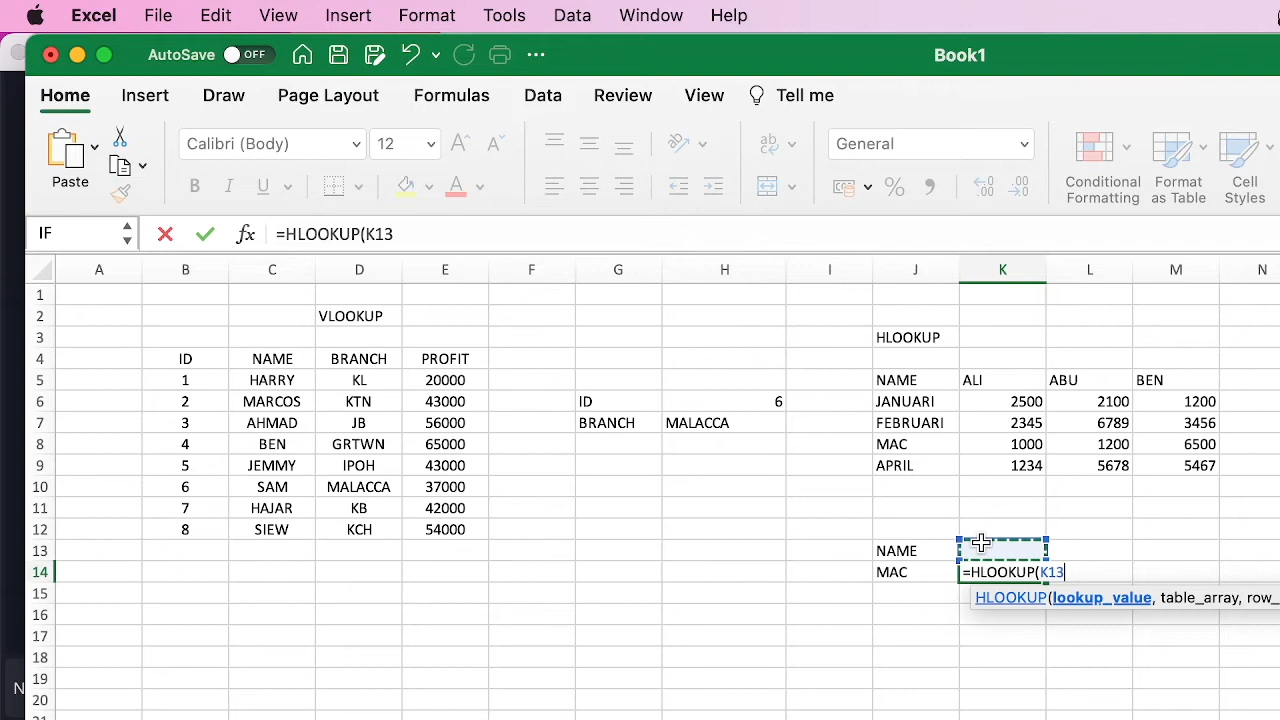 Excel File Edit View Insert Format Tools Data Window Help
AutoSave OFF Book1
Home Insert Draw Page Layout Formulas Data Review View Tell me
Calibri (Body) 12 General
Paste B I U Conditional Formatting Format as Table Cell Styles
IF fx =HLOOKUP(K13
A B C D E F G H I J K L M N
1
2 VLOOKUP
3 HLOOKUP
4 ID NAME BRANCH PROFIT
5 1 HARRY KL 20000 NAME ALI ABU BEN
6 2 MARCOS KTN 43000 ID 6 JANUARI 2500 2100 1200
7 3 AHMAD JB 56000 BRANCH MALACCA FEBRUARI 2345 6789 3456
8 4 BEN GRTWN 65000 MAC 1000 1200 6500
9 5 JEMMY IPOH 43000 APRIL 1234 5678 5467
10 6 SAM MALACCA 37000
11 7 HAJAR KB 42000
12 8 SIEW KCH 54000
13 NAME
14 MAC =HLOOKUP(K13
15 HLOOKUP(lookup_value, table_array, row_
16
17
18
19
N
20